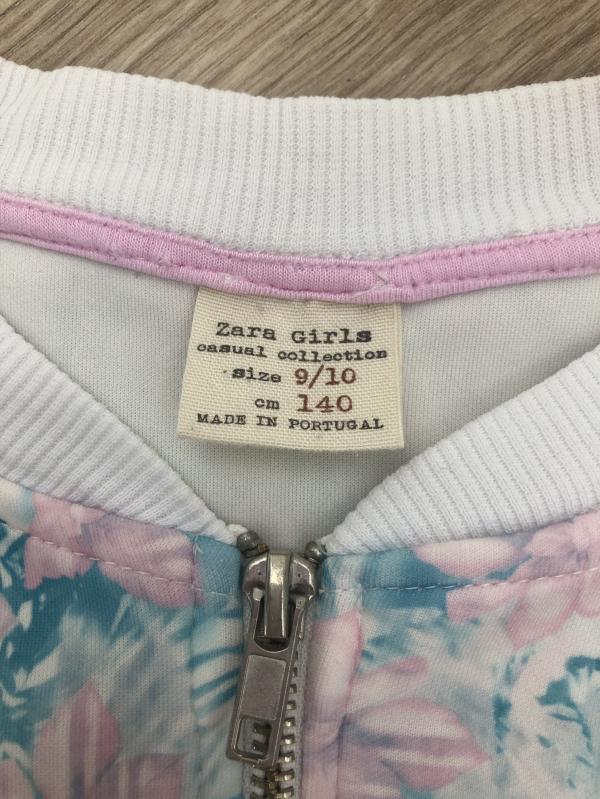 Zara Girls
casual collection
size 9/10
cm 140
MADE IN PORTUGAL